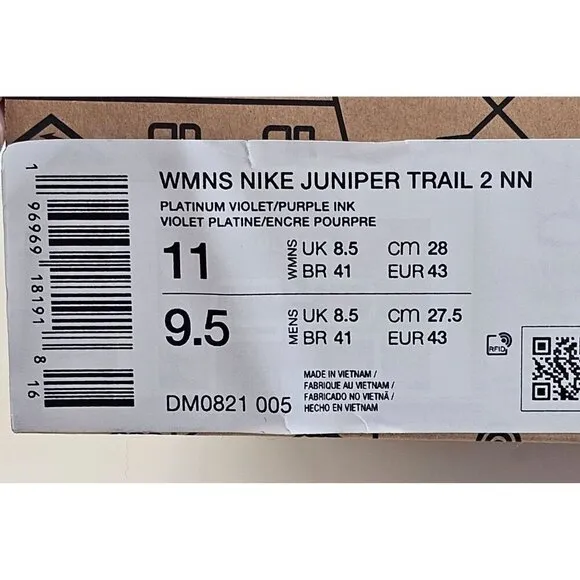 WMNS NIKE JUNIPER TRAIL 2 NN
PLATINUM VIOLET/PURPLE INK
VIOLET PLATINE/ENCRE POURPRE
11 WMNS UK 8.5 cm 28
BR 41 EUR 43
9.5 MENS UK 8.5 cm 27.5
BR 41 EUR 43
MADE IN VIETNAM /
FABRIQUE AU VIETNAM /
FABRICADO NO VIETNÃ /
HECHO EN VIETNAM
DM0821 005
RFID
1 96969 18191 8 16